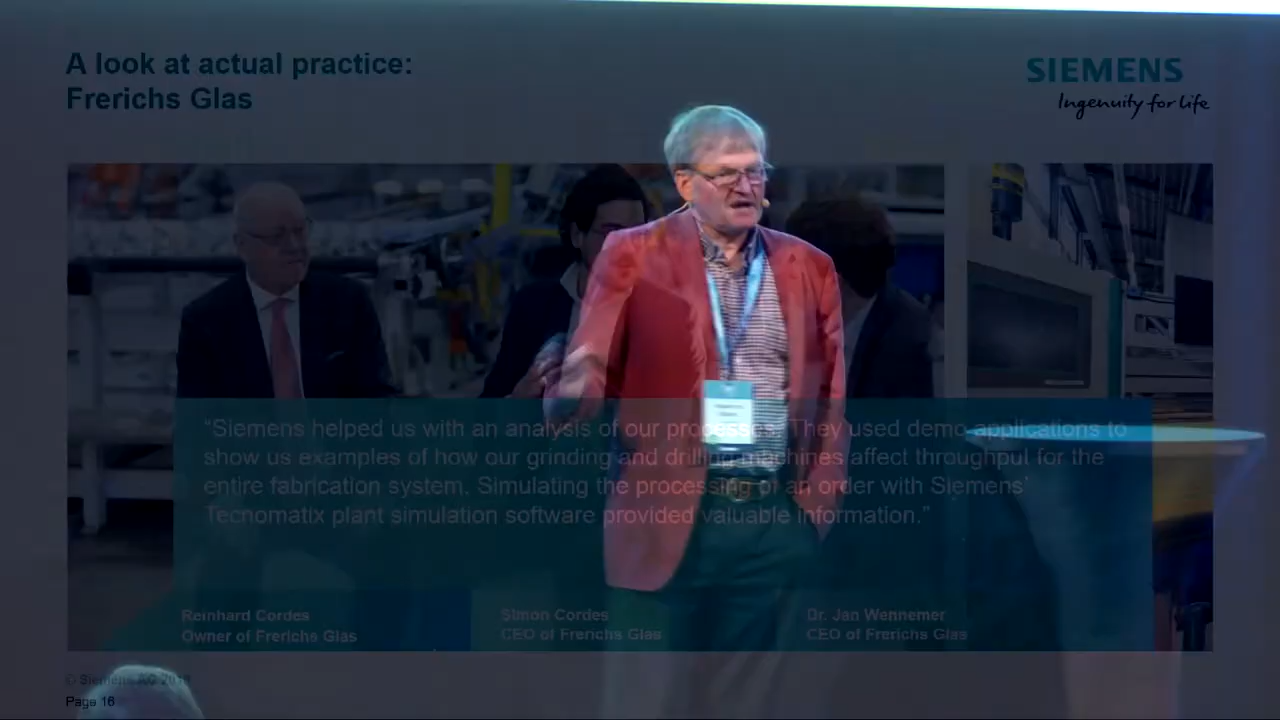 A look at actual practice:
Frerichs Glas
SIEMENS
Ingenuity for life
"Siemens helped us with an analysis of our processes. They used demo applications to
show us examples of how our grinding and drilling machines affect throughput for the
entire fabrication system. Simulating the processing of an order with Siemens'
Tecnomatix plant simulation software provided valuable information."
Reinhard Cordes
Owner of Frerichs Glas
Simon Cordes
CEO of Frerichs Glas
Dr. Jan Wennemer
CEO of Frerichs Glas
© Siemens AG
Page 16